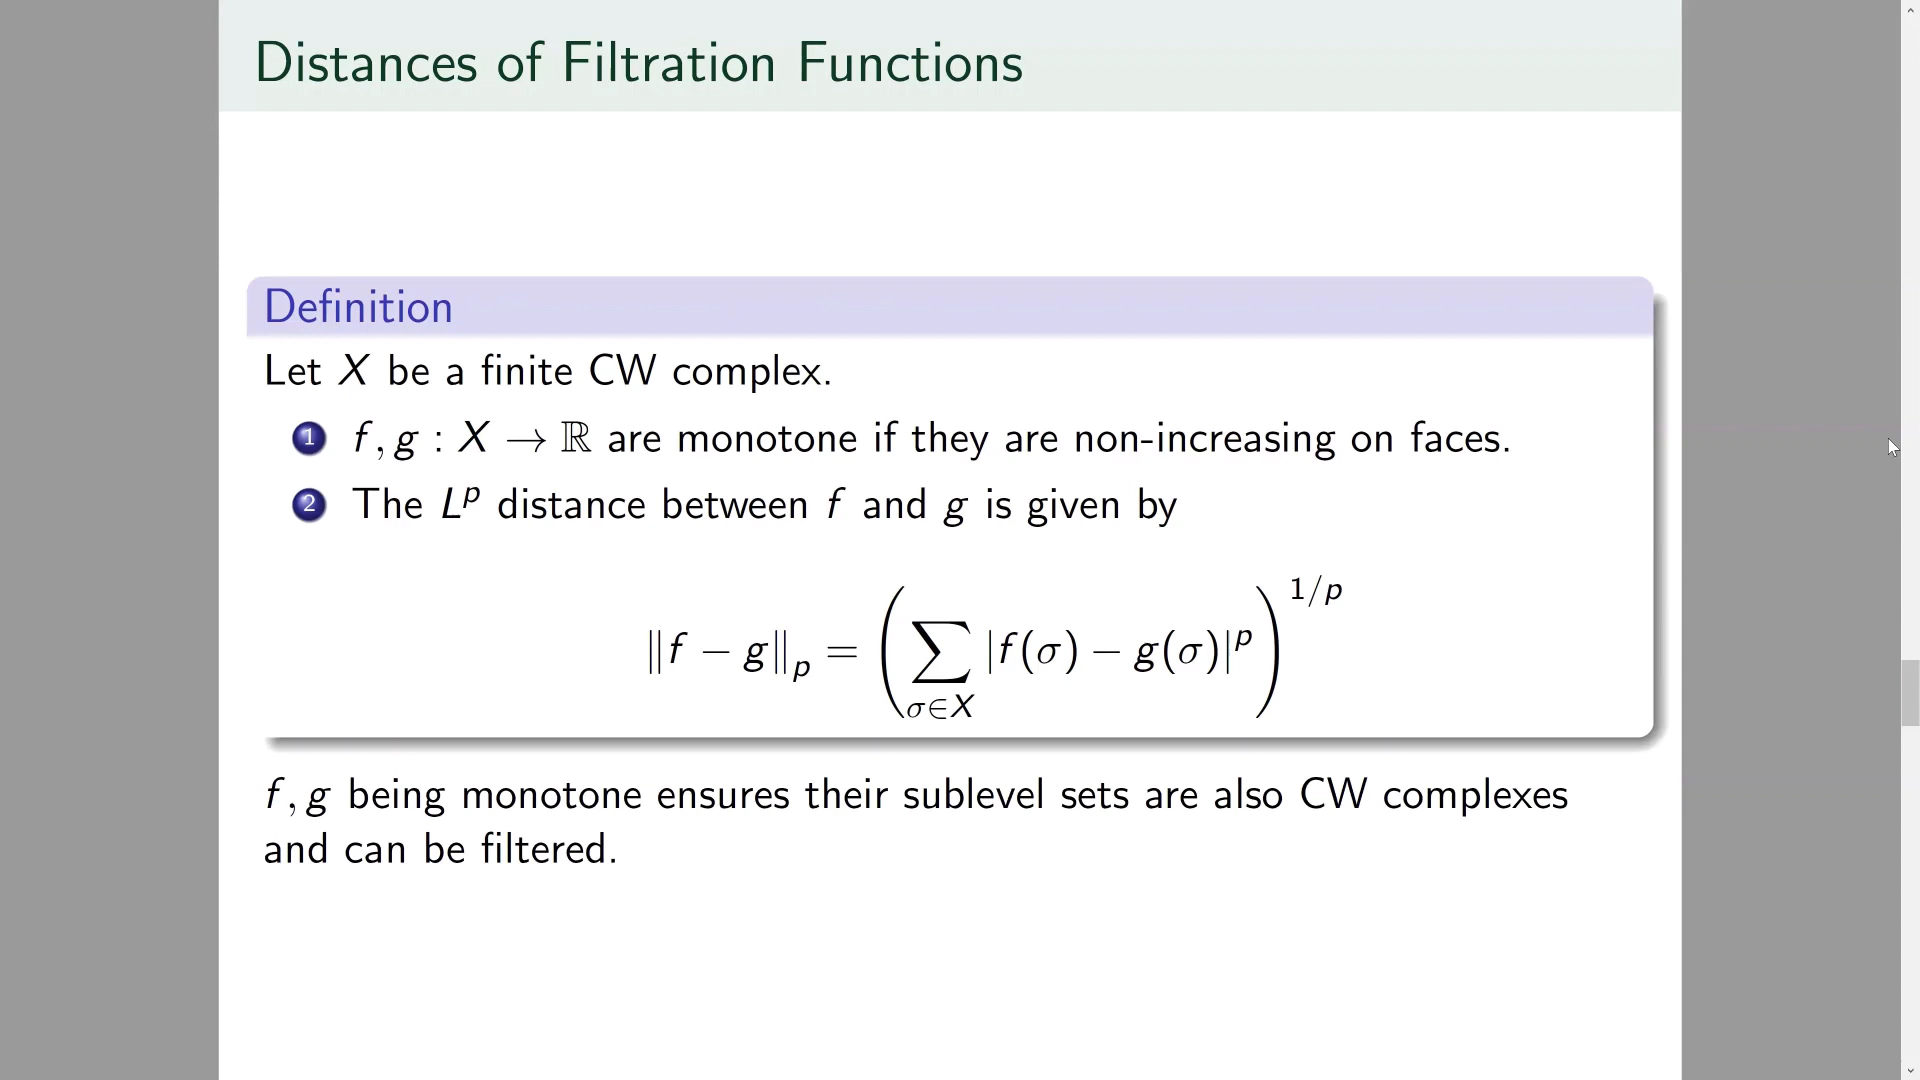 Distances of Filtration Functions
Definition
Let X be a finite CW complex.
1 f, g : X → ℝ are monotone if they are non-increasing on faces.
2 The Lᵖ distance between f and g is given by
‖f − g‖ₚ = (∑_{σ∈X} |f(σ) − g(σ)|ᵖ)^{1/p}
f, g being monotone ensures their sublevel sets are also CW complexes
and can be filtered.